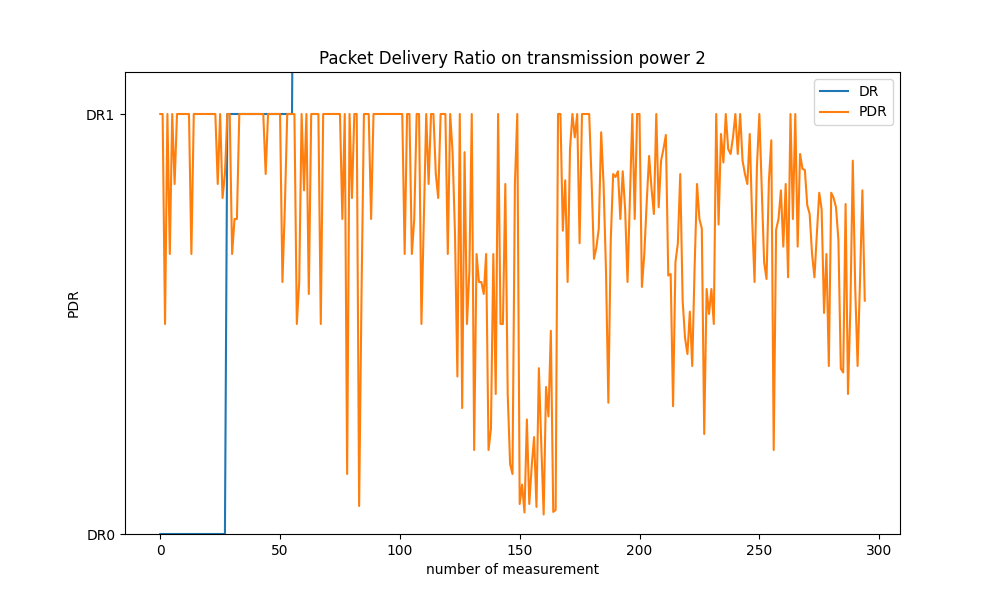 Packet Delivery Ratio on transmission power 2
DR
PDR
DR1
PDR
DR0
0 50 100 150 200 250 300
number of measurement